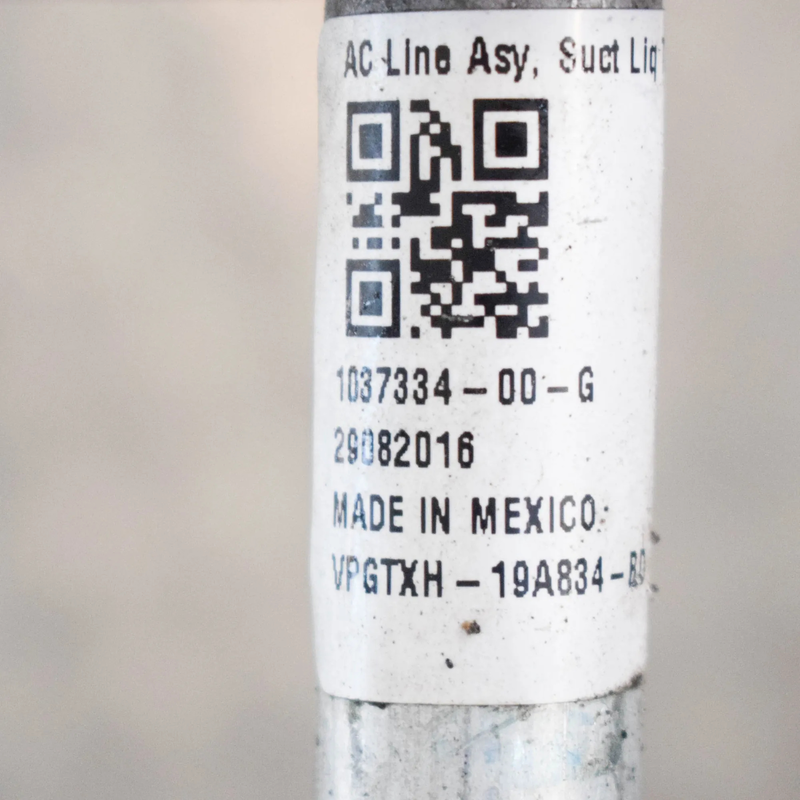 AC Line Asy, Suct Liq
1037334-00-G
29082016
MADE IN MEXICO
VPGTXH-19A834-